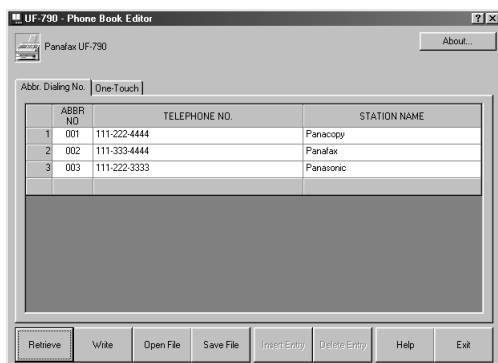 UF-790 - Phone Book Editor
Panafax UF-790
About...
Abbr. Dialing No. One-Touch
ABBR NO TELEPHONE NO. STATION NAME
1 001 111-222-4444 Panacopy
2 002 111-333-4444 Panafax
3 003 111-222-3333 Panasonic
Retrieve Write Open File Save File Insert Entry Delete Entry Help Exit